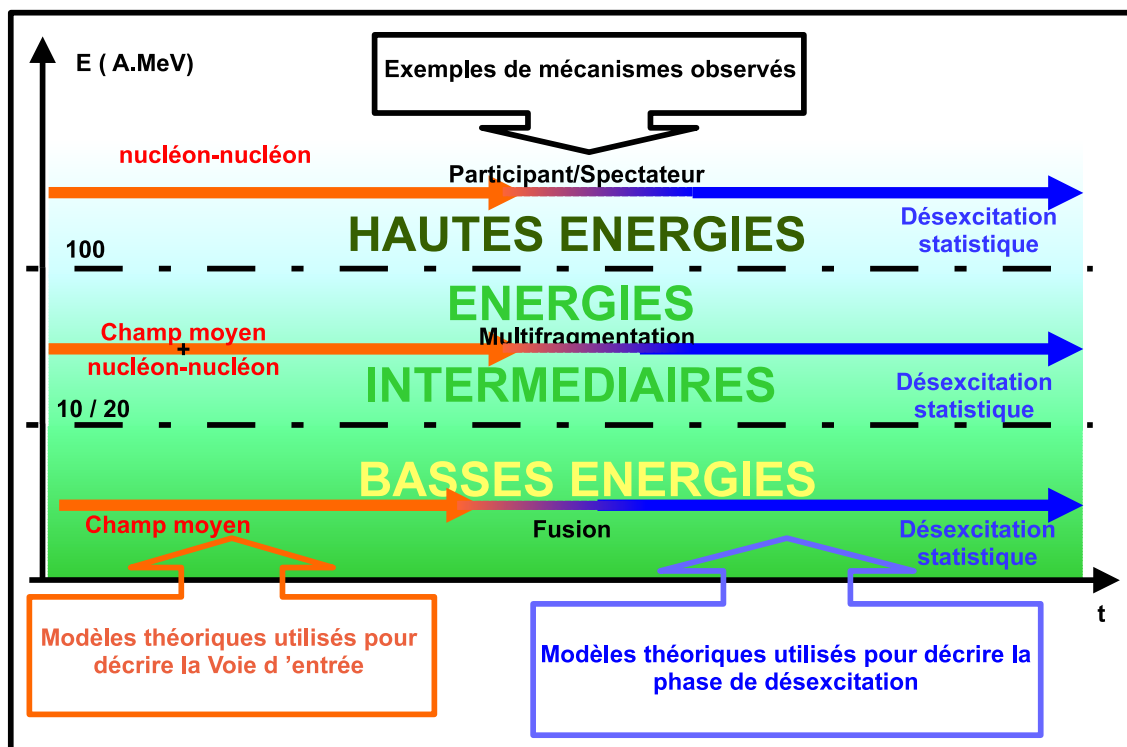 E ( A.MeV)
Exemples de mécanismes observés
nucléon-nucléon
Participant/Spectateur
HAUTES ENERGIES
Désexcitation
statistique
100
ENERGIES
Champ moyen
+
nucléon-nucléon
Multifragmentation
INTERMEDIAIRES
Désexcitation
statistique
10 / 20
BASSES ENERGIES
Champ moyen
Fusion
Désexcitation
statistique
t
Modèles théoriques utilisés pour
décrire la Voie d ’entrée
Modèles théoriques utilisés pour décrire la
phase de désexcitation